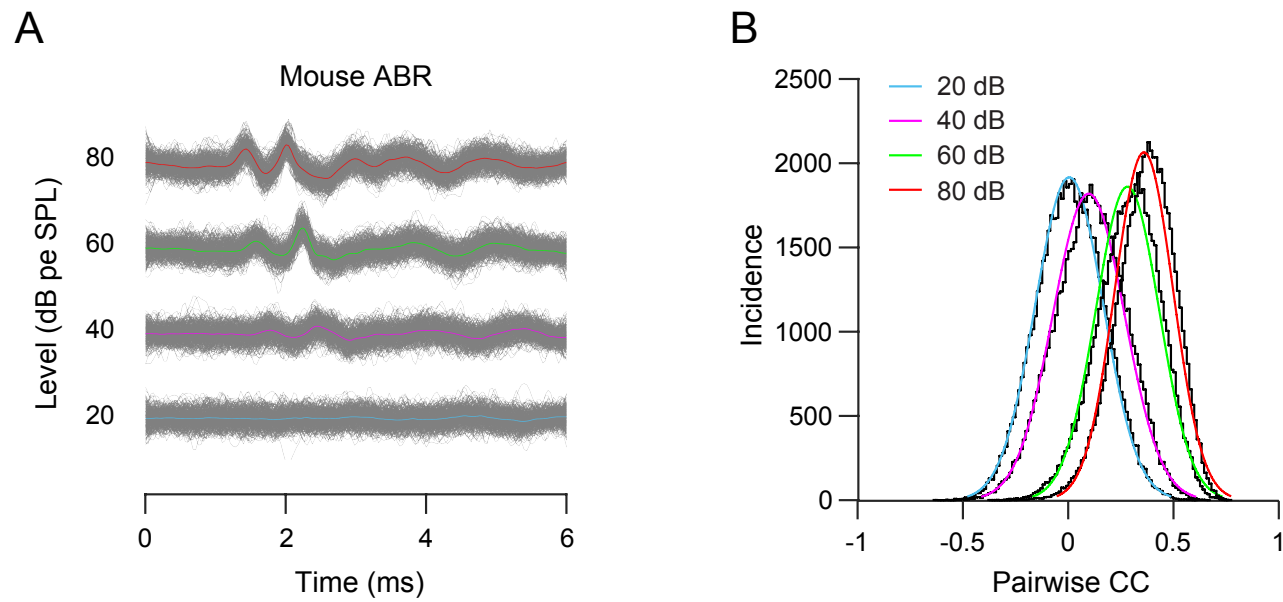 A
Mouse ABR
Level (dB pe SPL)
80
60
40
20
0
2
4
6
Time (ms)
B
2500
2000
1500
1000
500
0
Incidence
20 dB
40 dB
60 dB
80 dB
-1
-0.5
0
0.5
1
Pairwise CC